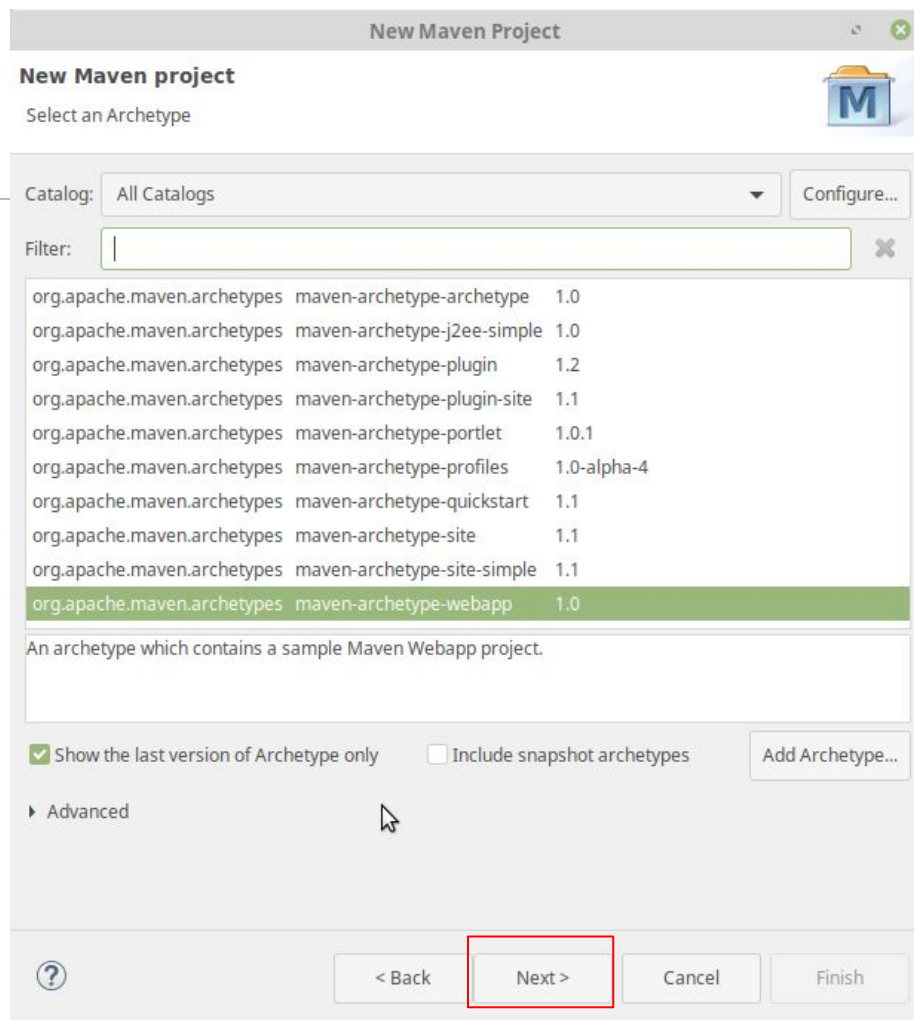 New Maven Project
New Maven project
Select an Archetype
M
Catalog: All Catalogs Configure...
Filter:
org.apache.maven.archetypes maven-archetype-archetype 1.0
org.apache.maven.archetypes maven-archetype-j2ee-simple 1.0
org.apache.maven.archetypes maven-archetype-plugin 1.2
org.apache.maven.archetypes maven-archetype-plugin-site 1.1
org.apache.maven.archetypes maven-archetype-portlet 1.0.1
org.apache.maven.archetypes maven-archetype-profiles 1.0-alpha-4
org.apache.maven.archetypes maven-archetype-quickstart 1.1
org.apache.maven.archetypes maven-archetype-site 1.1
org.apache.maven.archetypes maven-archetype-site-simple 1.1
org.apache.maven.archetypes maven-archetype-webapp 1.0
An archetype which contains a sample Maven Webapp project.
Show the last version of Archetype only Include snapshot archetypes Add Archetype...
Advanced
? < Back Next > Cancel Finish